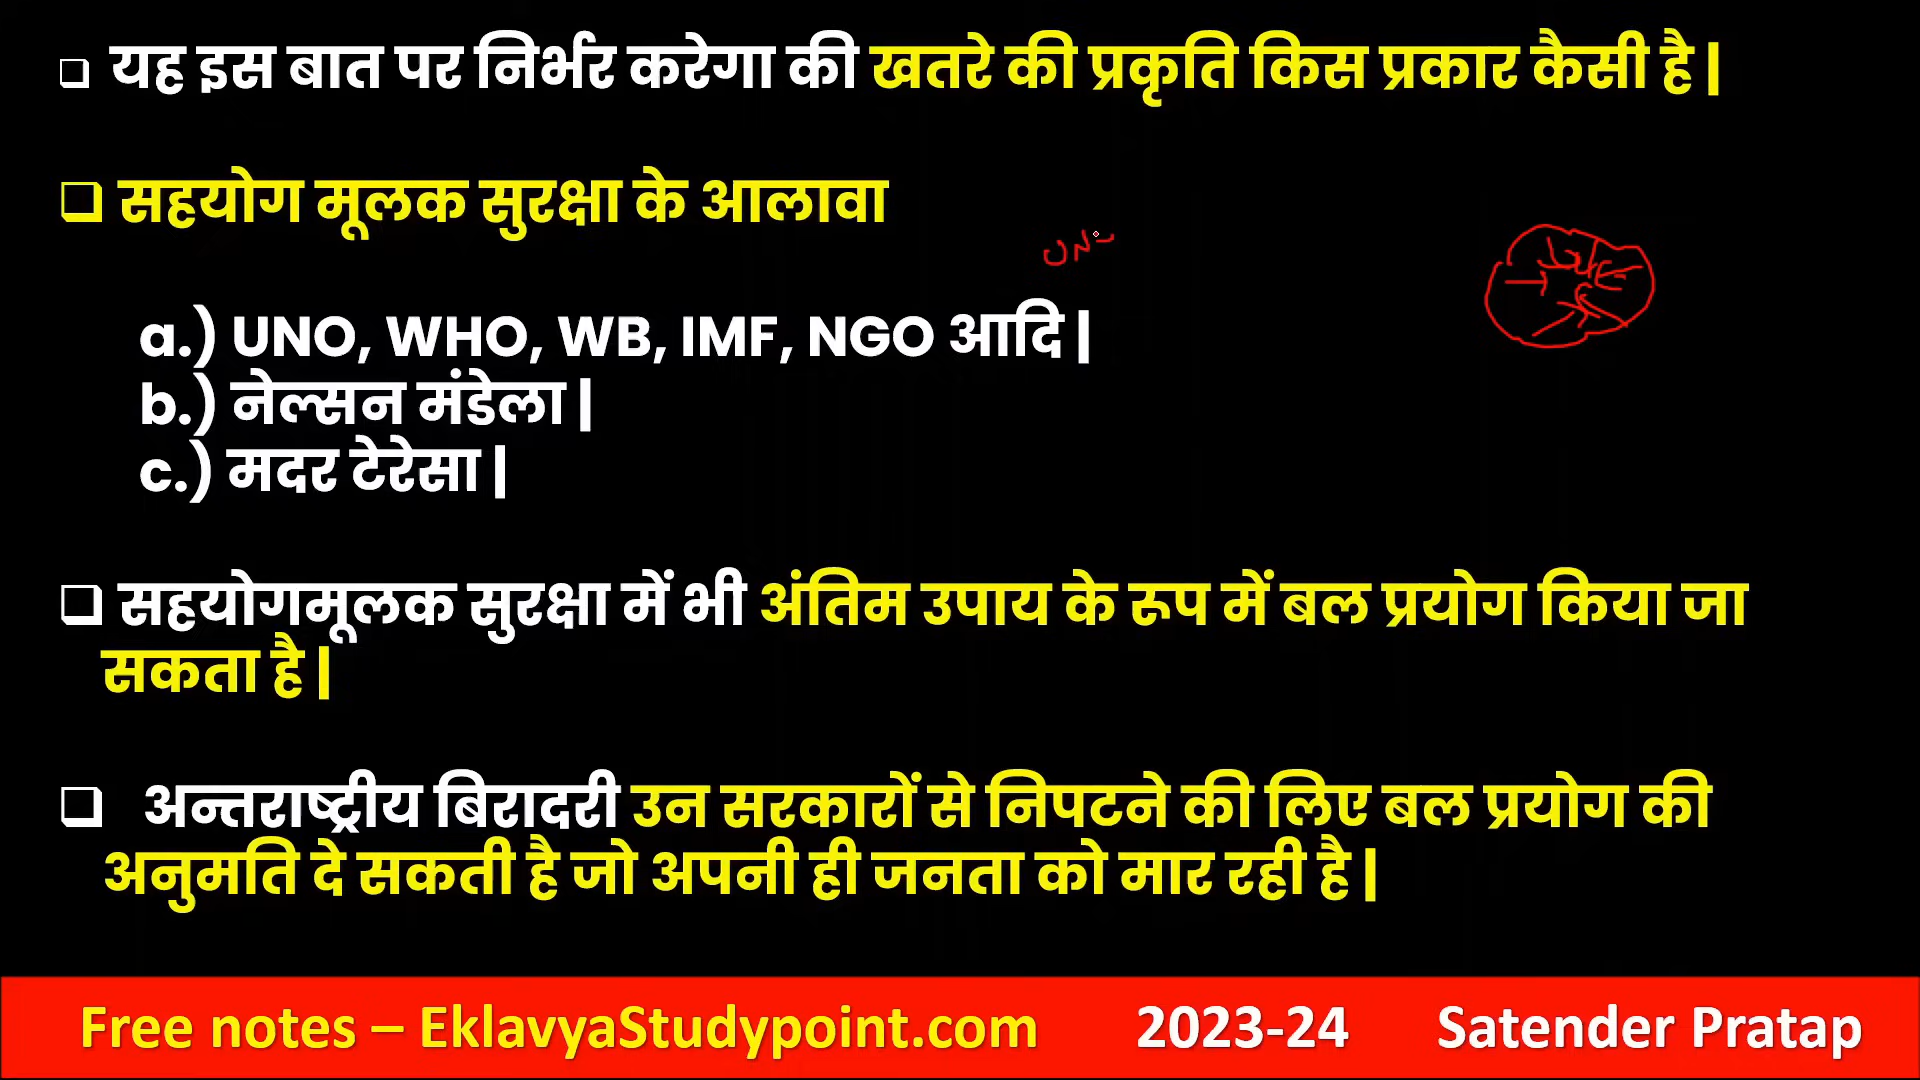 ❑ यह इस बात पर निर्भर करेगा की खतरे की प्रकृति किस प्रकार कैसी है |
❑ सहयोग मूलक सुरक्षा के आलावा
a.) UNO, WHO, WB, IMF, NGO आदि |
b.) नेल्सन मंडेला |
c.) मदर टेरेसा |
❑ सहयोगमूलक सुरक्षा में भी अंतिम उपाय के रूप में बल प्रयोग किया जा
सकता है |
❑ अन्तराष्ट्रीय बिरादरी उन सरकारों से निपटने की लिए बल प्रयोग की
अनुमति दे सकती है जो अपनी ही जनता को मार रही है |
Free notes – EklavyaStudypoint.com 2023-24 Satender Pratap